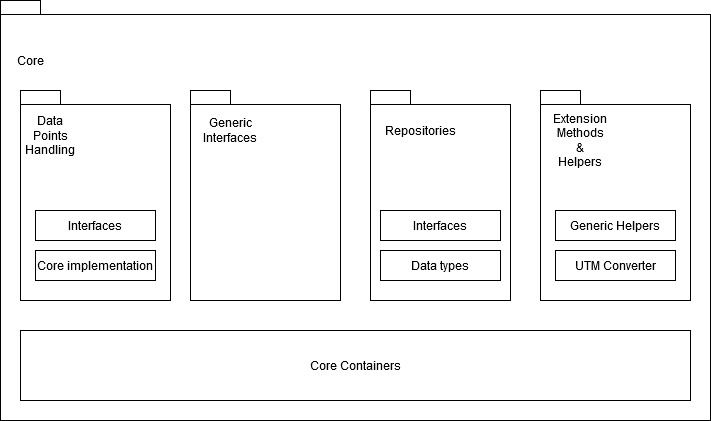 Core
Data
Points
Handling
Interfaces
Core implementation
Generic
Interfaces
Repositories
Interfaces
Data types
Extension
Methods
&
Helpers
Generic Helpers
UTM Converter
Core Containers